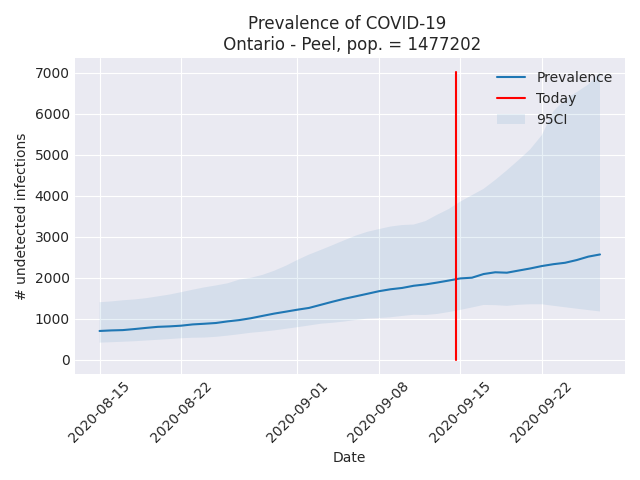 Prevalence of COVID-19
Ontario - Peel, pop. = 1477202
Prevalence
Today
95CI
7000
6000
5000
4000
3000
2000
1000
0
# undetected infections
2020-08-15
2020-08-22
2020-09-01
2020-09-08
2020-09-15
2020-09-22
Date